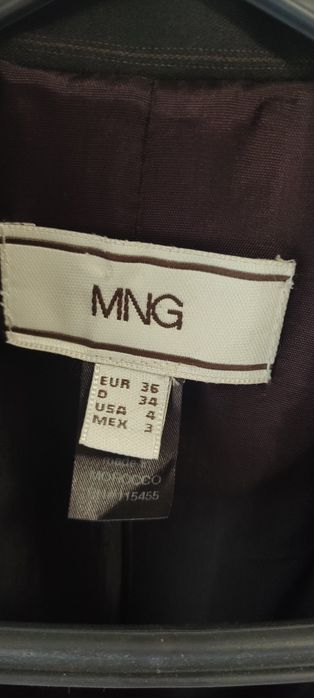 MNG
EUR 36
D 34
USA 4
MEX 3
MOROCCO